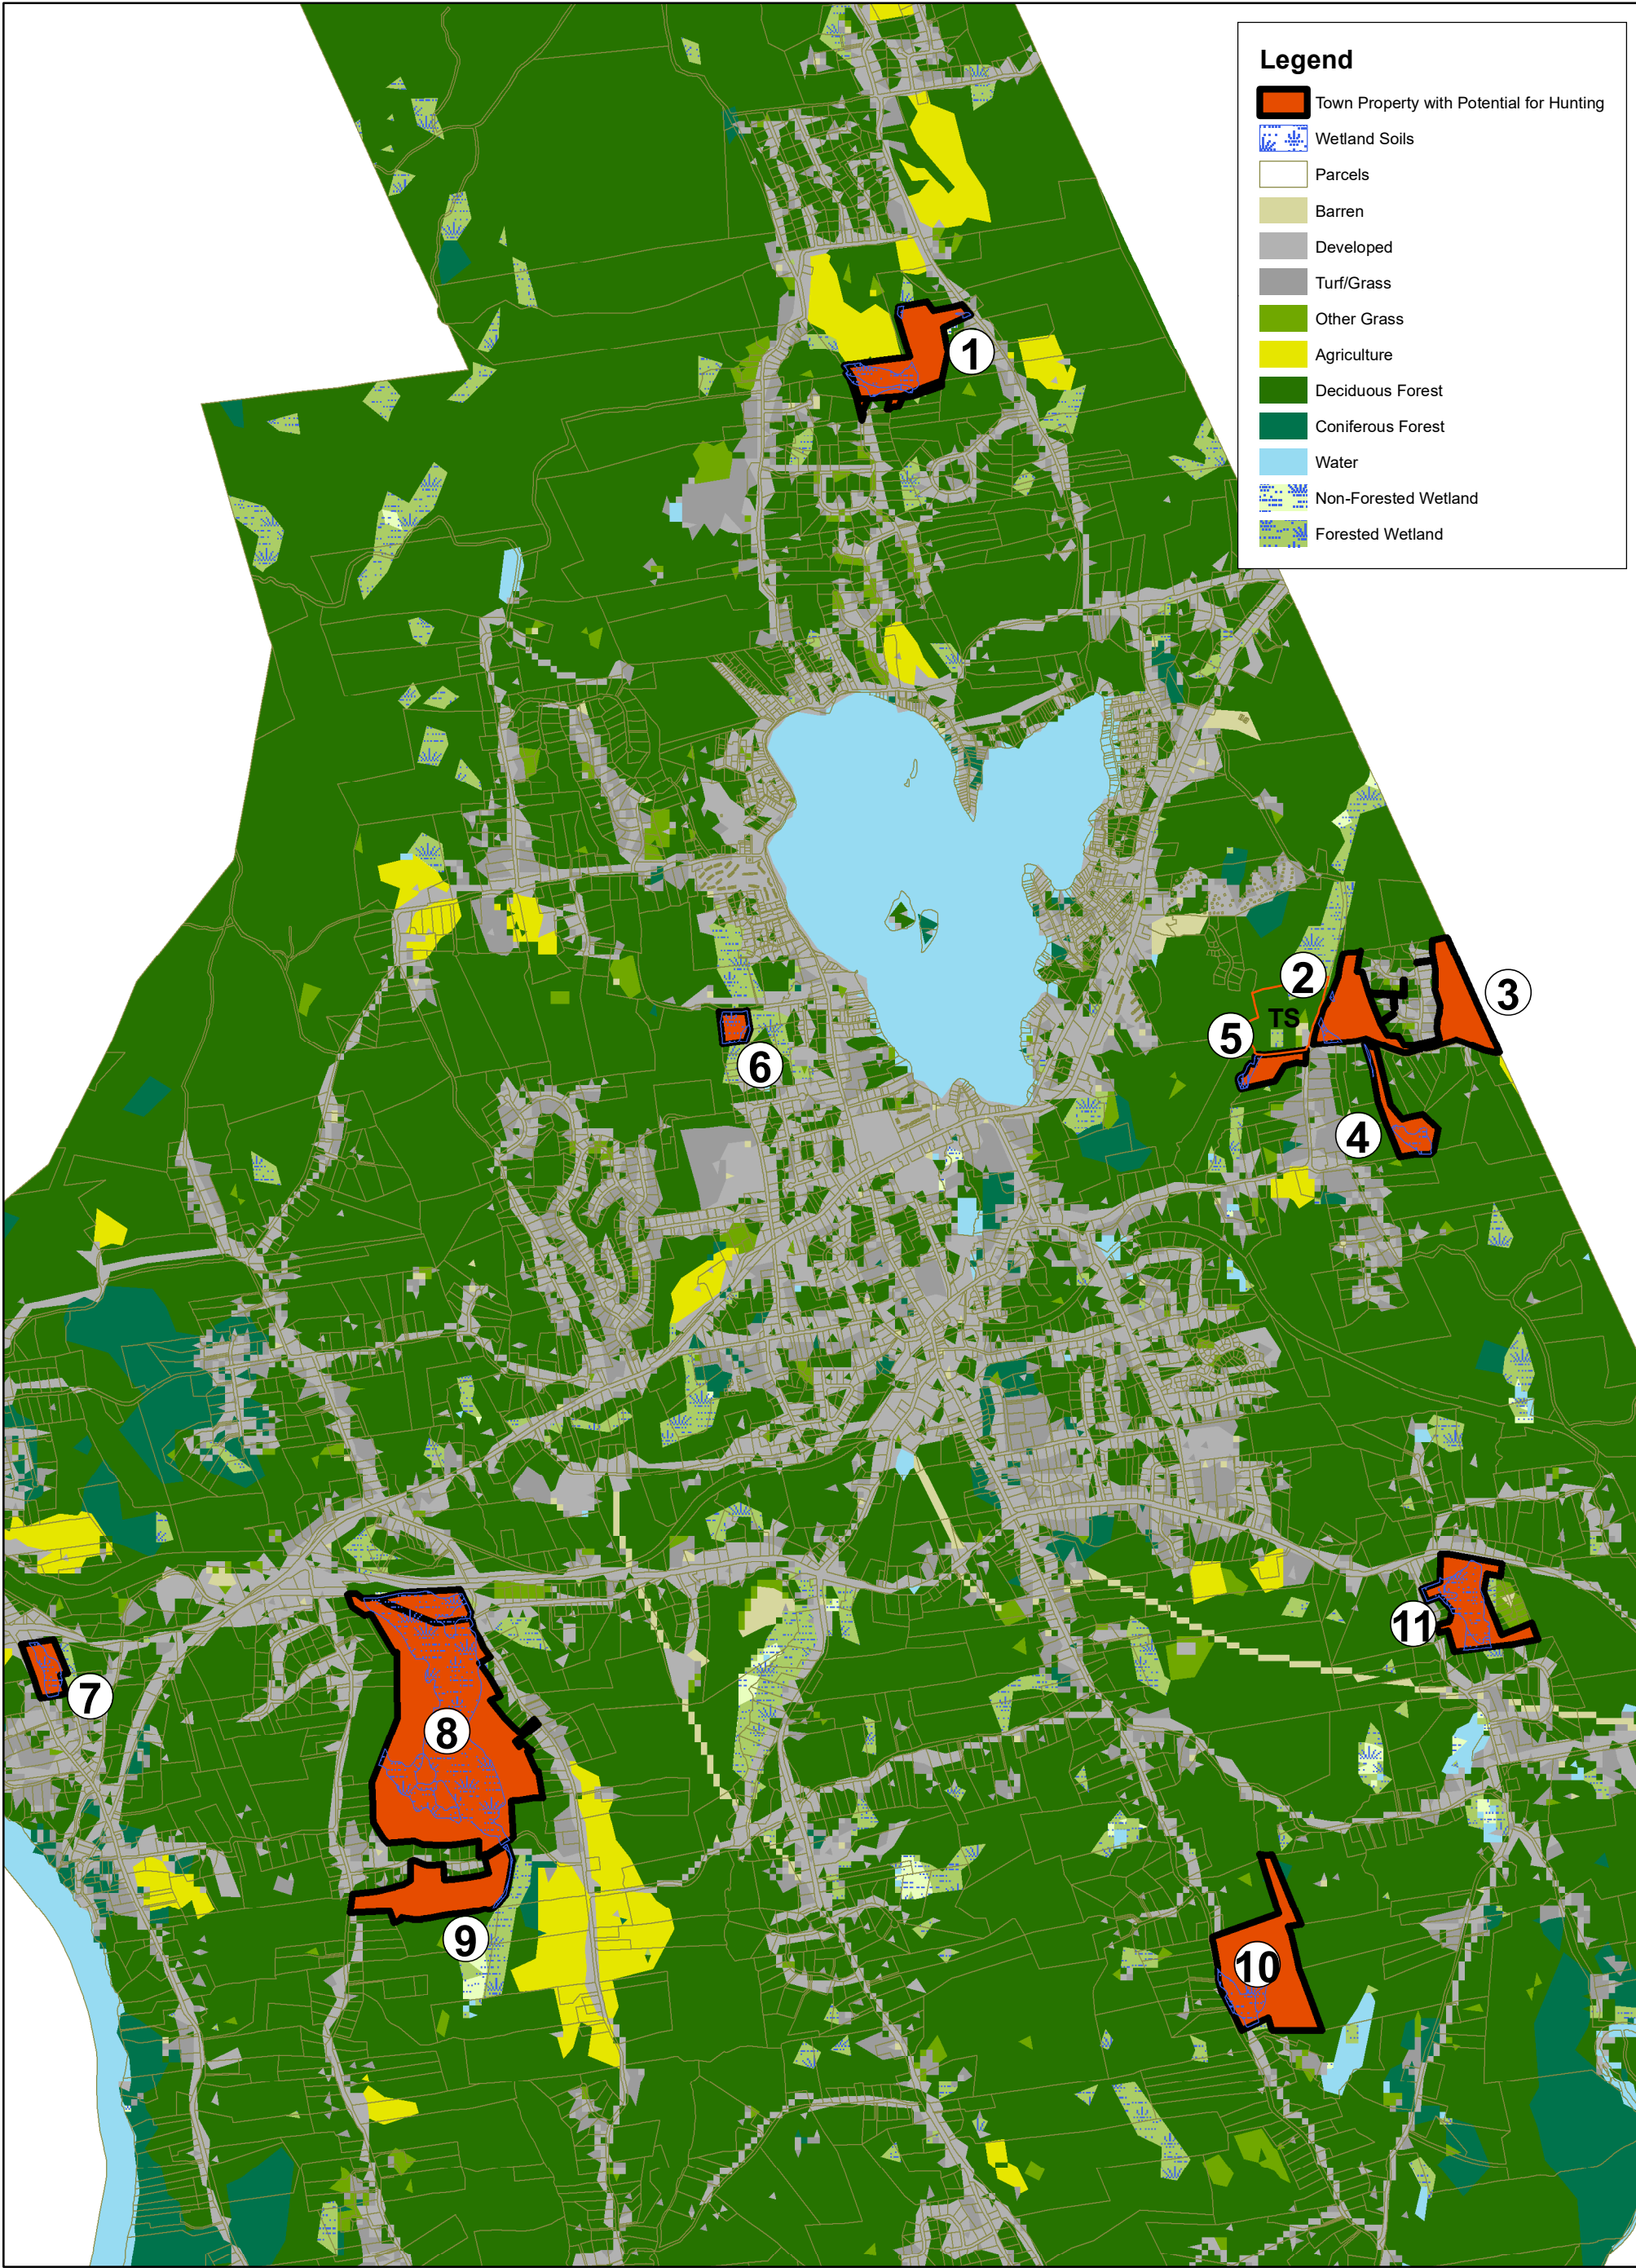 Legend
Town Property with Potential for Hunting
Wetland Soils
Parcels
Barren
Developed
Turf/Grass
Other Grass
Agriculture
Deciduous Forest
Coniferous Forest
Water
Non-Forested Wetland
Forested Wetland
1
2
3
TS
5
6
4
11
7
8
9
10